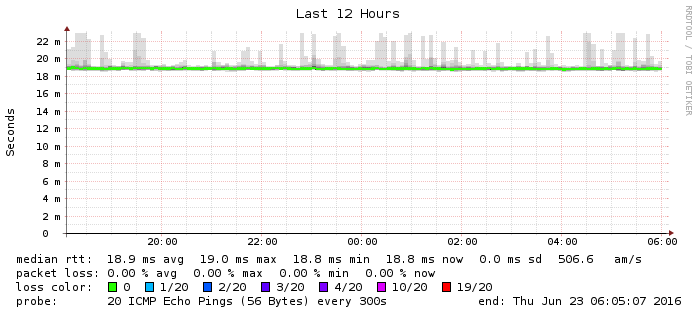 Last 12 Hours
RRDTOOL / TOBI OETIKER
Seconds
22 m
20 m
18 m
16 m
14 m
12 m
10 m
8 m
6 m
4 m
2 m
0
20:00 22:00 00:00 02:00 04:00 06:00
median rtt: 18.9 ms avg 19.0 ms max 18.8 ms min 18.8 ms now 0.0 ms sd 506.6 am/s
packet loss: 0.00 % avg 0.00 % max 0.00 % min 0.00 % now
loss color: 0 1/20 2/20 3/20 4/20 10/20 19/20
probe: 20 ICMP Echo Pings (56 Bytes) every 300s end: Thu Jun 23 06:05:07 2016